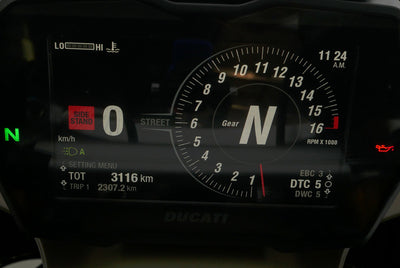 LO HI
11 24
A.M.
SIDE
STAND
0
STREET
km/h
A
SETTING MENU
TOT 3116 km
TRIP 1 2307.2 km
N
Gear
N
1
2
3
4
5
6
7
8
9
10
11
12
13
14
15
16
RPM X 1000
EBC 3
DTC 5
DWC 5
DUCATI